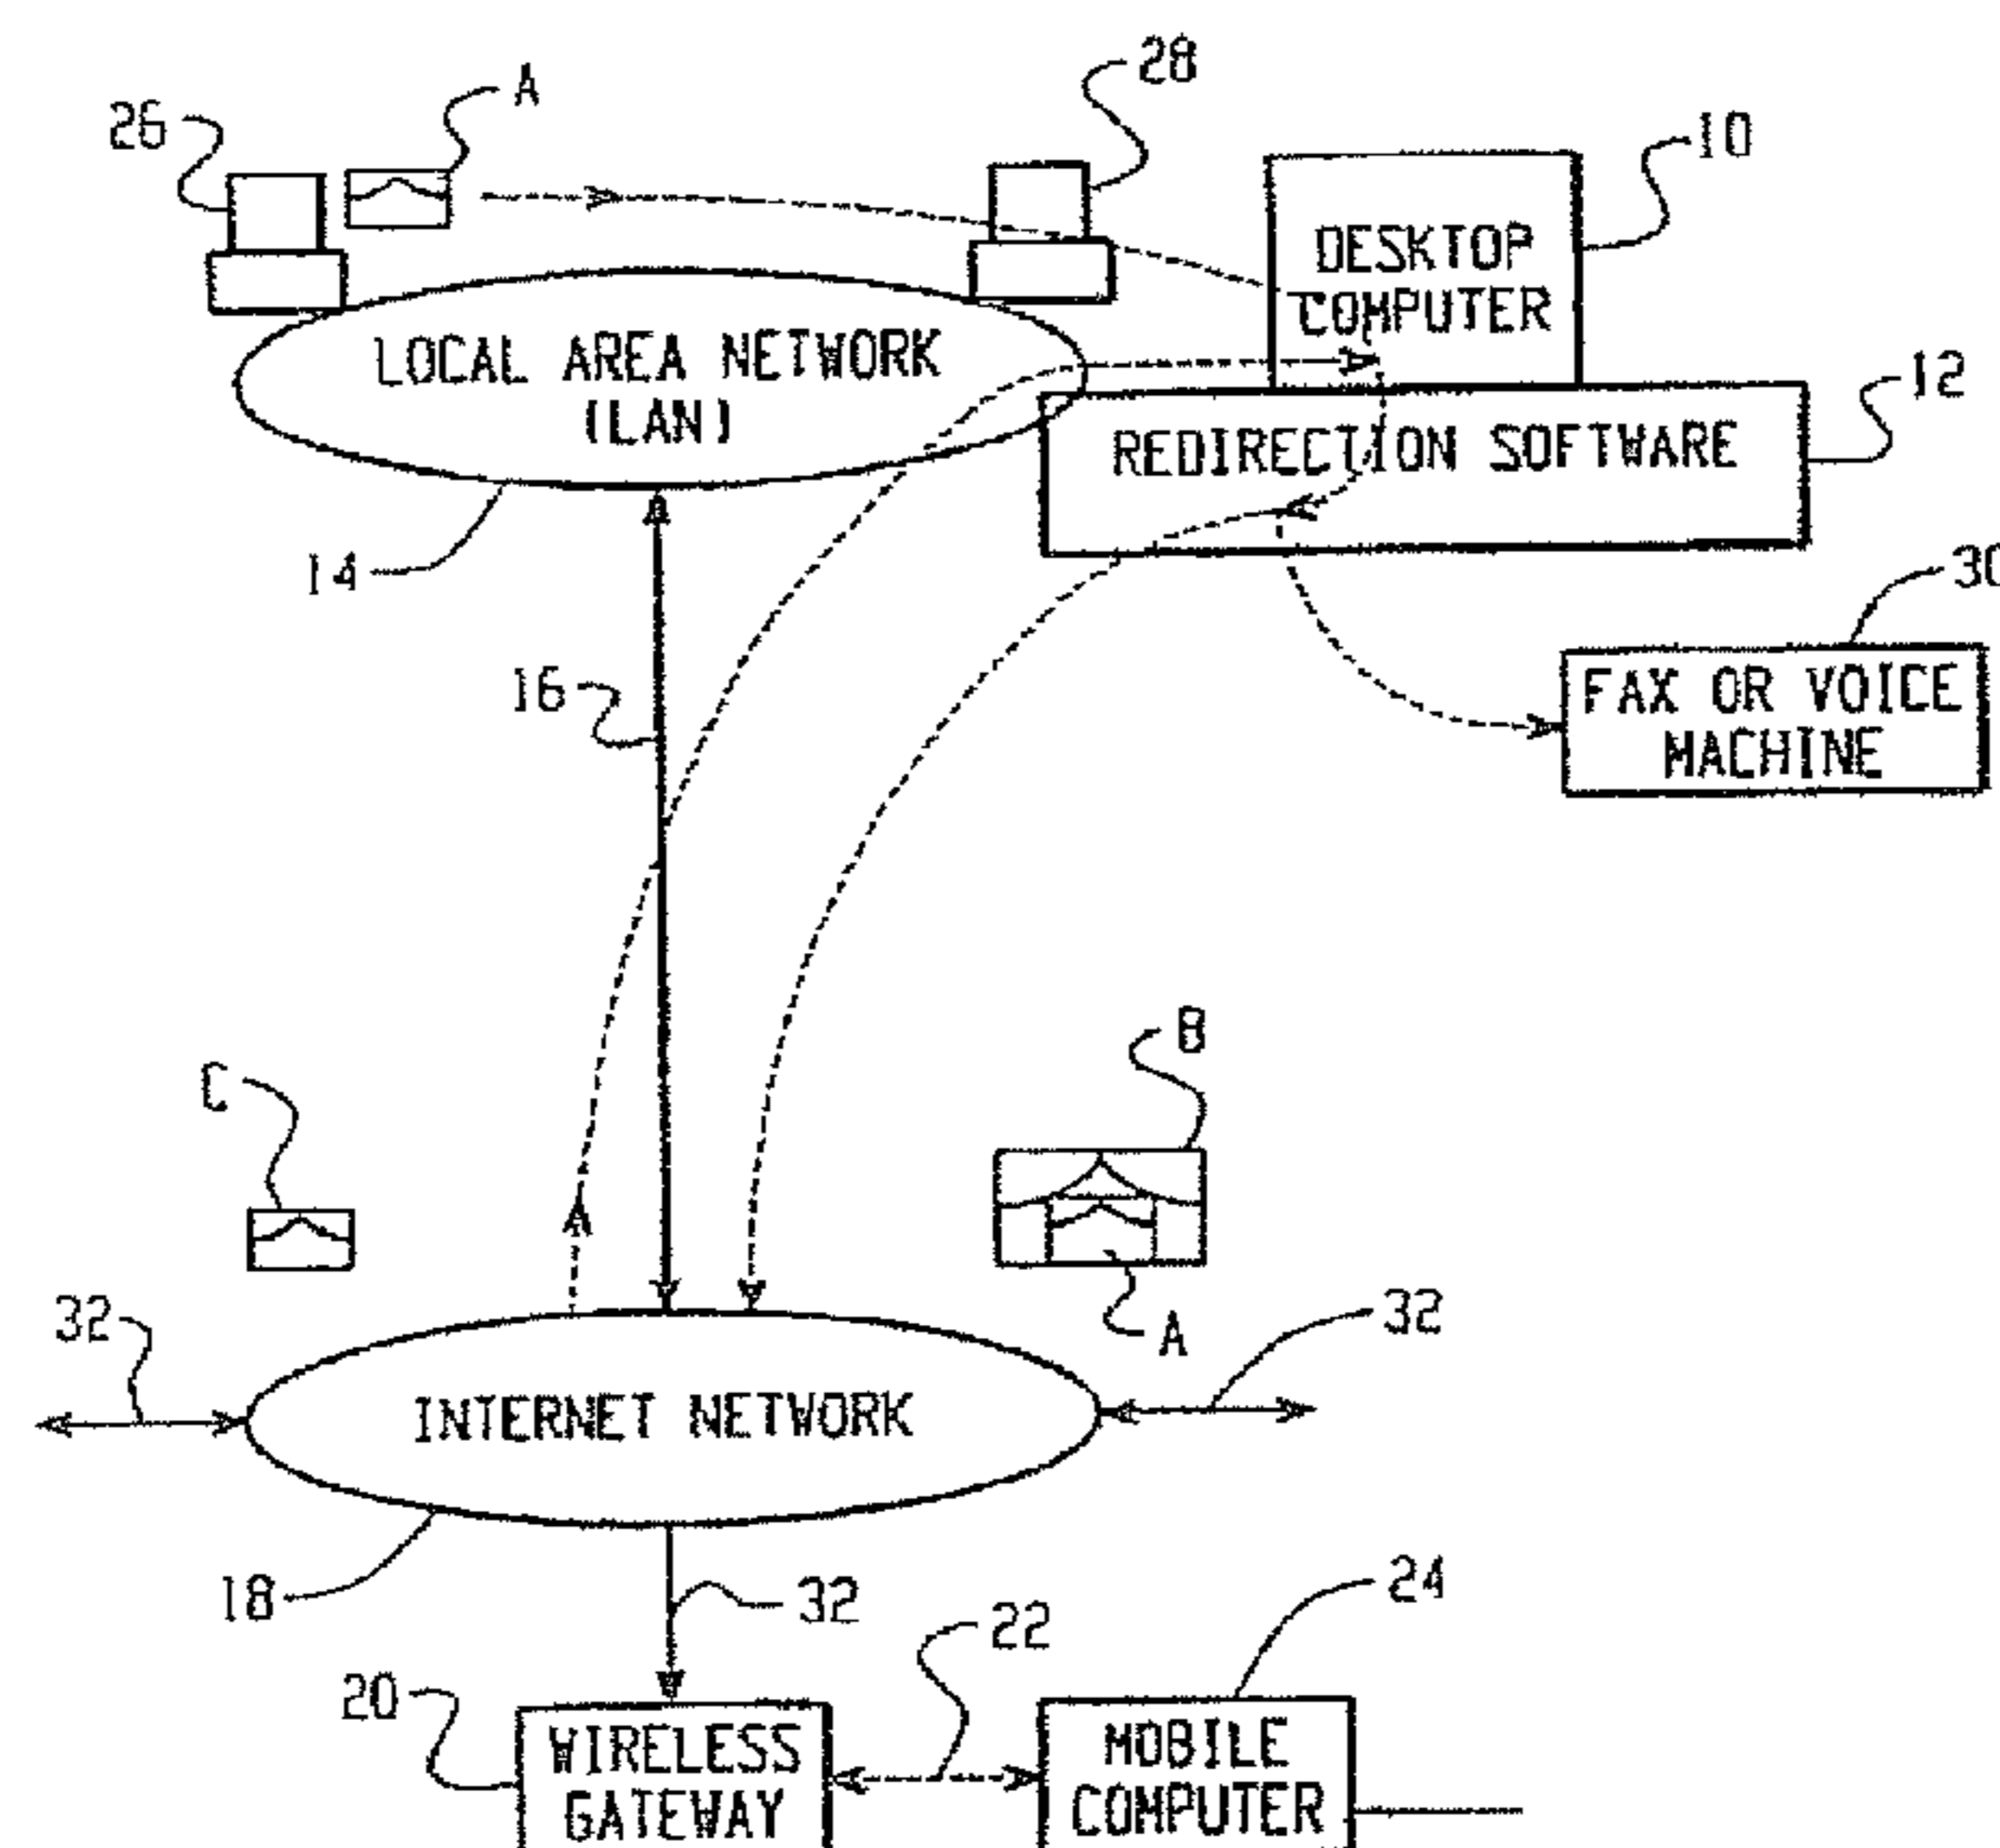 28
A
26
10
DESKTOP
COMPUTER
LOCAL AREA NETWORK
(LAN)
12
REDIRECTION SOFTWARE
14
30
16
FAX OR VOICE
MACHINE
B
C
32
A
32
INTERNET NETWORK
18
32
24
22
20
WIRELESS
GATEWAY
MOBILE
COMPUTER